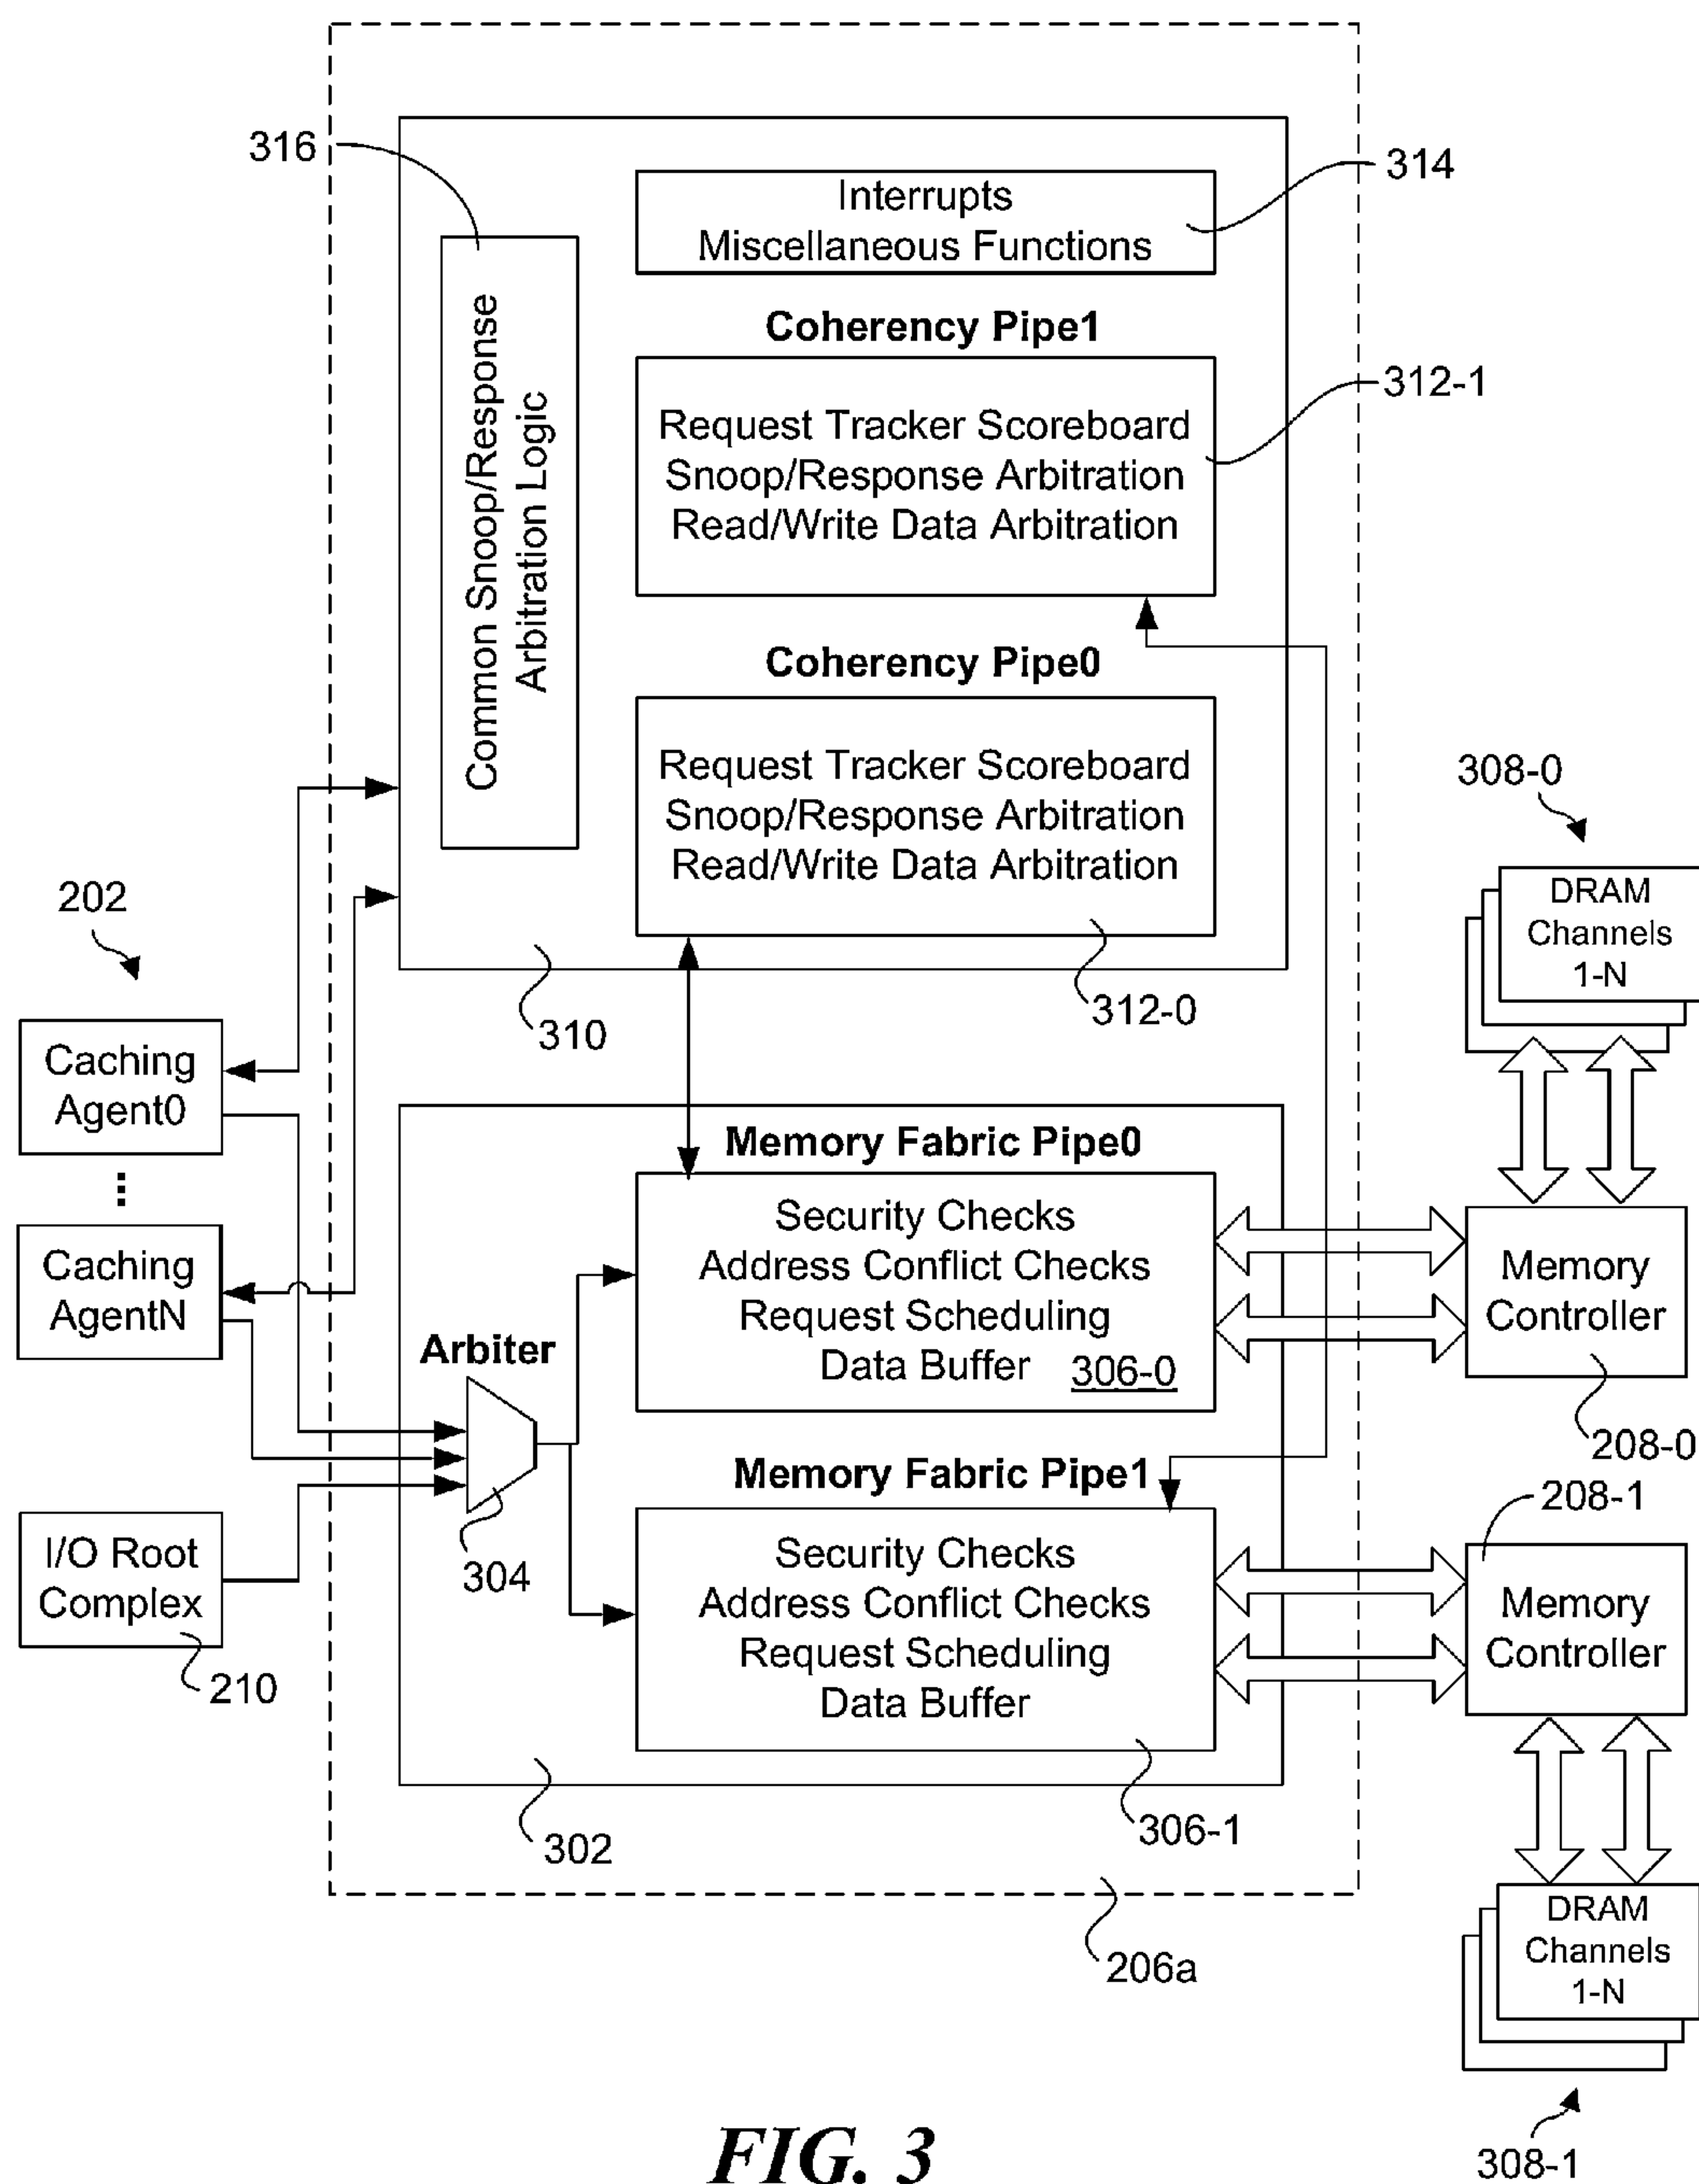 316
314
Interrupts
Miscellaneous Functions
Common Snoop/Response
Arbitration Logic
Coherency Pipe1
312-1
Request Tracker Scoreboard
Snoop/Response Arbitration
Read/Write Data Arbitration
Coherency Pipe0
Request Tracker Scoreboard
Snoop/Response Arbitration
Read/Write Data Arbitration
312-0
310
308-0
DRAM
Channels
1-N
202
Caching
Agent0
⋮
Caching
AgentN
Memory Fabric Pipe0
Security Checks
Address Conflict Checks
Request Scheduling
Data Buffer 306-0
Memory
Controller
208-0
Arbiter
304
I/O Root
Complex
210
Memory Fabric Pipe1
Security Checks
Address Conflict Checks
Request Scheduling
Data Buffer
306-1
302
208-1
Memory
Controller
206a
DRAM
Channels
1-N
308-1
FIG. 3